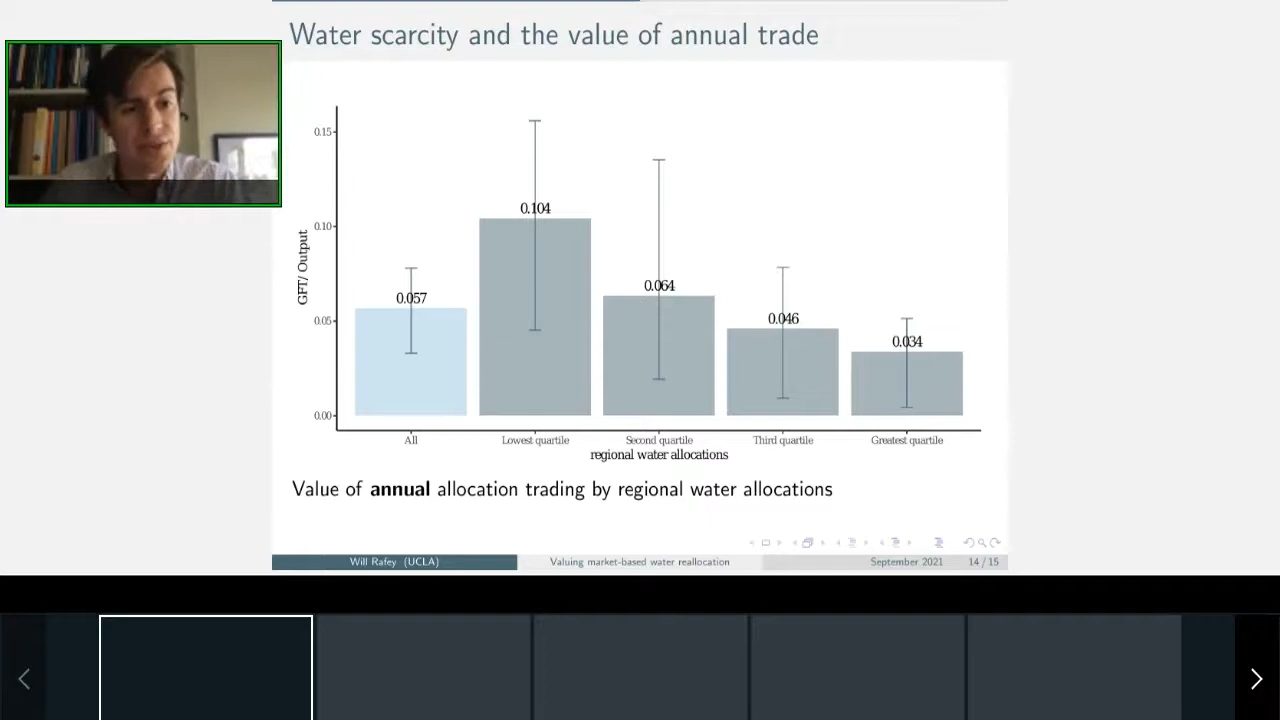 Water scarcity and the value of annual trade
0.15
0.10
0.05
0.00
GFT/ Output
0.057
0.104
0.064
0.046
0.034
All
Lowest quartile
Second quartile
Third quartile
Greatest quartile
regional water allocations
Value of annual allocation trading by regional water allocations
Will Rafey (UCLA)
Valuing market-based water reallocation
September 2021
14 / 15